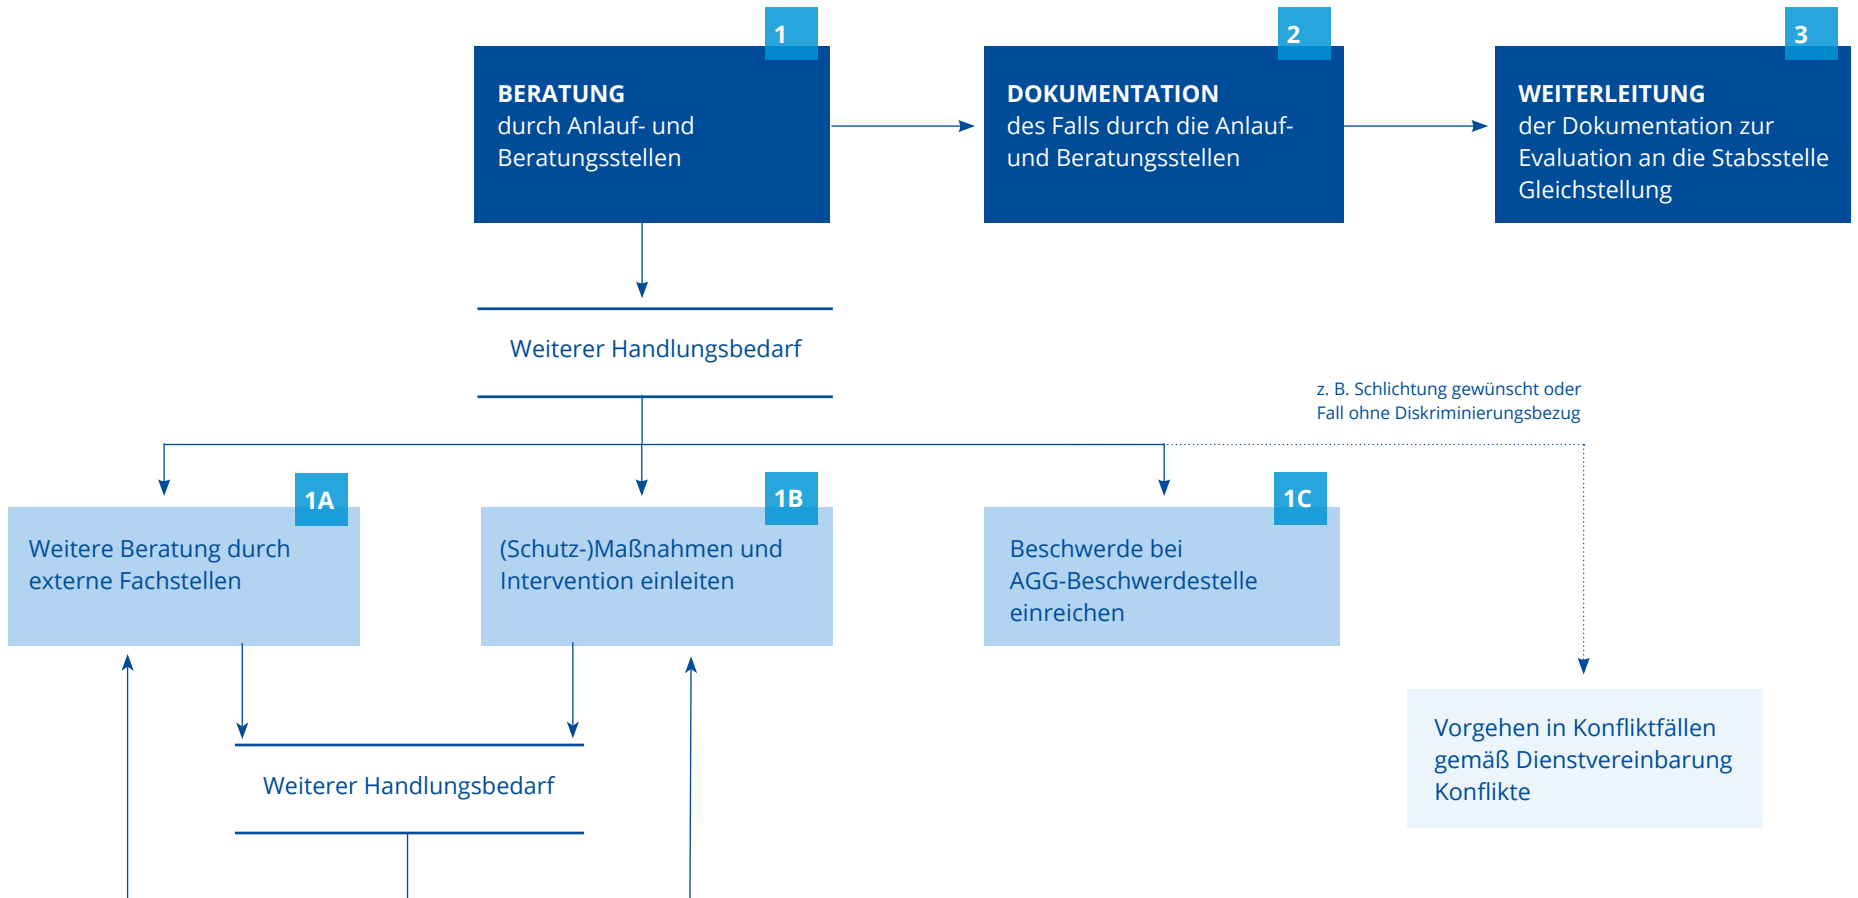 1
BERATUNG
durch Anlauf- und
Beratungsstellen
2
DOKUMENTATION
des Falls durch die Anlauf-
und Beratungsstellen
3
WEITERLEITUNG
der Dokumentation zur
Evaluation an die Stabsstelle
Gleichstellung
Weiterer Handlungsbedarf
z. B. Schlichtung gewünscht oder
Fall ohne Diskriminierungsbezug
1A
Weitere Beratung durch
externe Fachstellen
1B
(Schutz-)Maßnahmen und
Intervention einleiten
1C
Beschwerde bei
AGG-Beschwerdestelle
einreichen
Vorgehen in Konfliktfällen
gemäß Dienstvereinbarung
Konflikte
Weiterer Handlungsbedarf